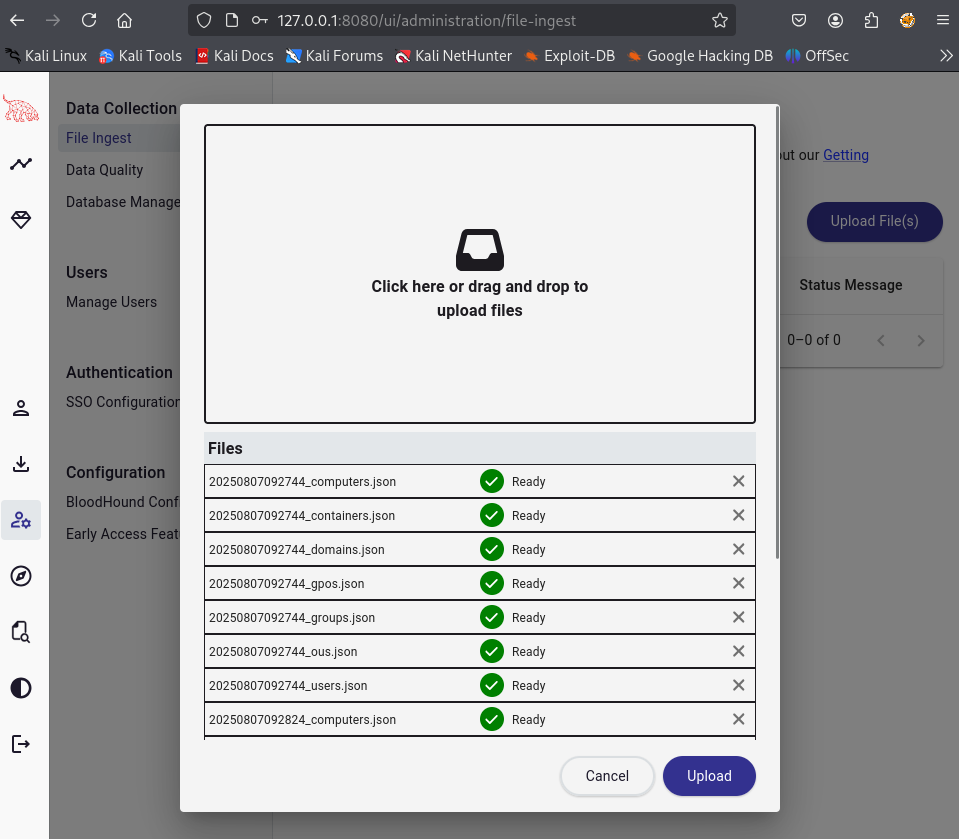 127.0.0.1:8080/ui/administration/file-ingest
Kali Linux Kali Tools Kali Docs Kali Forums Kali NetHunter Exploit-DB Google Hacking DB OffSec
Data Collection
File Ingest
Data Quality
Database Manage
Users
Manage Users
Authentication
SSO Configuration
Configuration
BloodHound Confi
Early Access Feat
out our Getting
Upload File(s)
Status Message
0–0 of 0
Click here or drag and drop to
upload files
Files
20250807092744_computers.json Ready
20250807092744_containers.json Ready
20250807092744_domains.json Ready
20250807092744_gpos.json Ready
20250807092744_groups.json Ready
20250807092744_ous.json Ready
20250807092744_users.json Ready
20250807092824_computers.json Ready
Cancel Upload